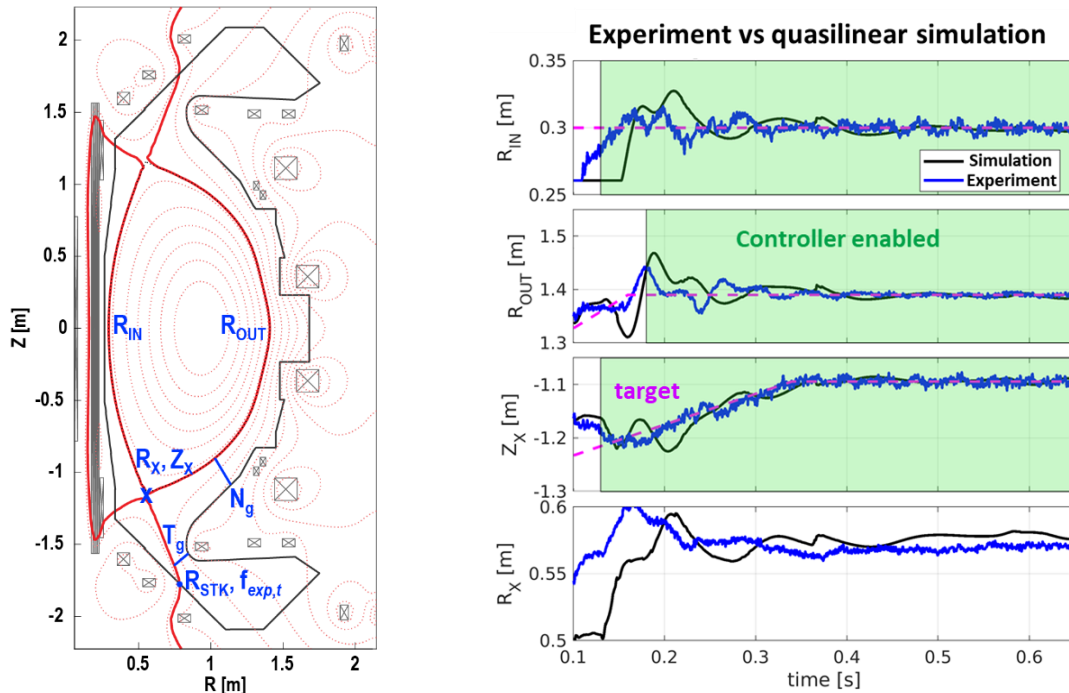 2
1.5
1
0.5
0
-0.5
-1
-1.5
-2
Z [m]
0.5 1 1.5 2
R [m]
R_IN
R_OUT
R_X, Z_X
N_g
T_g
R_STK, f_exp,t
Experiment vs quasilinear simulation
0.35
0.3
0.25
R_IN [m]
Simulation
Experiment
1.5
1.4
1.3
R_OUT [m]
Controller enabled
-1.1
-1.2
-1.3
Z_X [m]
target
0.6
0.55
0.5
R_X [m]
0.1 0.2 0.3 0.4 0.5 0.6
time [s]